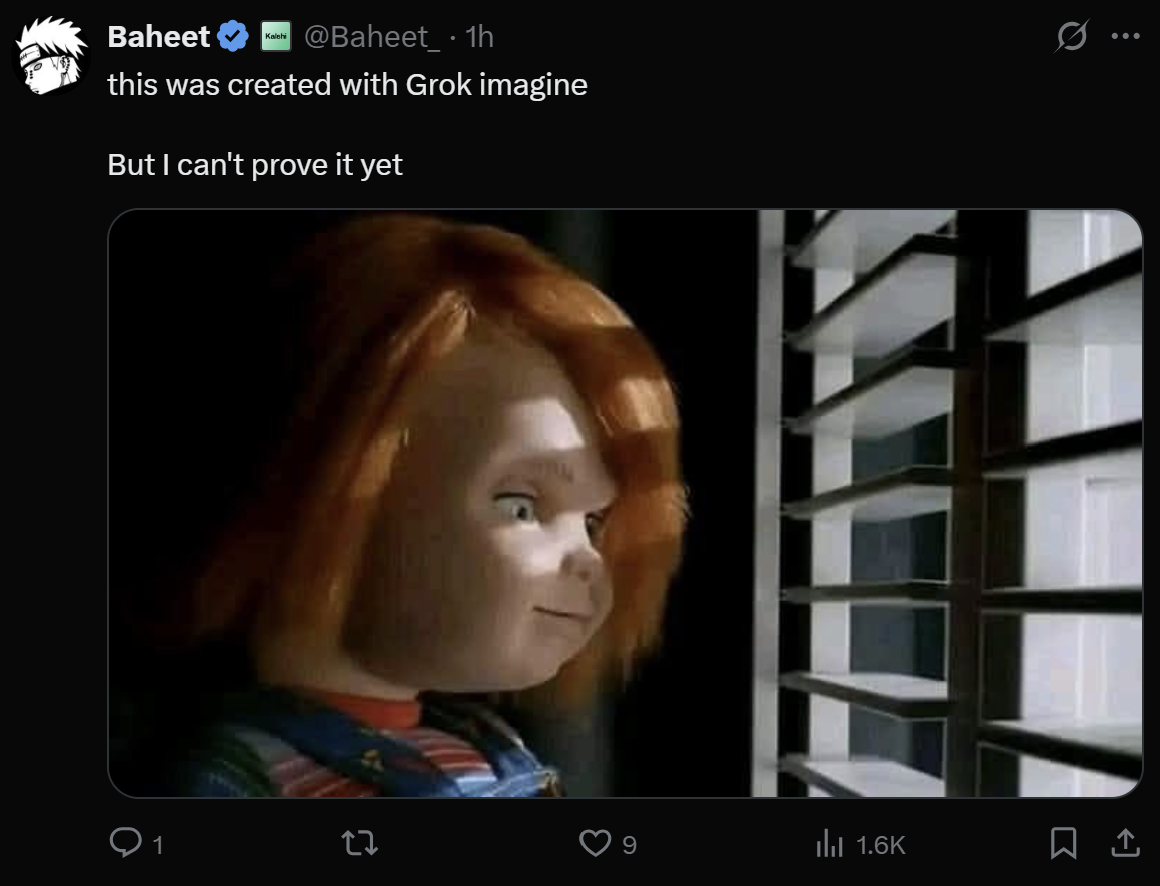 Baheet Kalshi @Baheet_ · 1h
this was created with Grok imagine
But I can't prove it yet
1 9 1.6K